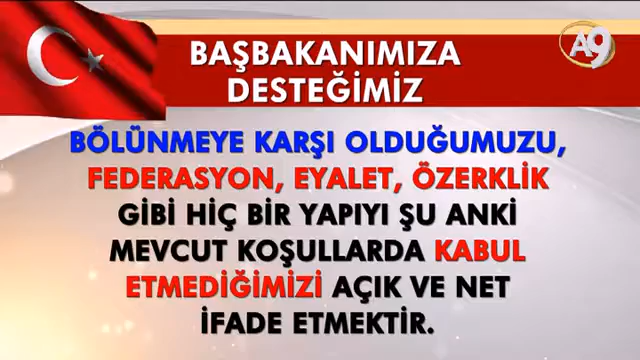 BAŞBAKANIMIZA
DESTEĞİMİZ
A9
BÖLÜNMEYE KARŞI OLDUĞUMUZU,
FEDERASYON, EYALET, ÖZERKLİK
GİBİ HİÇ BİR YAPIYI ŞU ANKİ
MEVCUT KOŞULLARDA KABUL
ETMEDİĞİMİZİ AÇIK VE NET
İFADE ETMEKTİR.